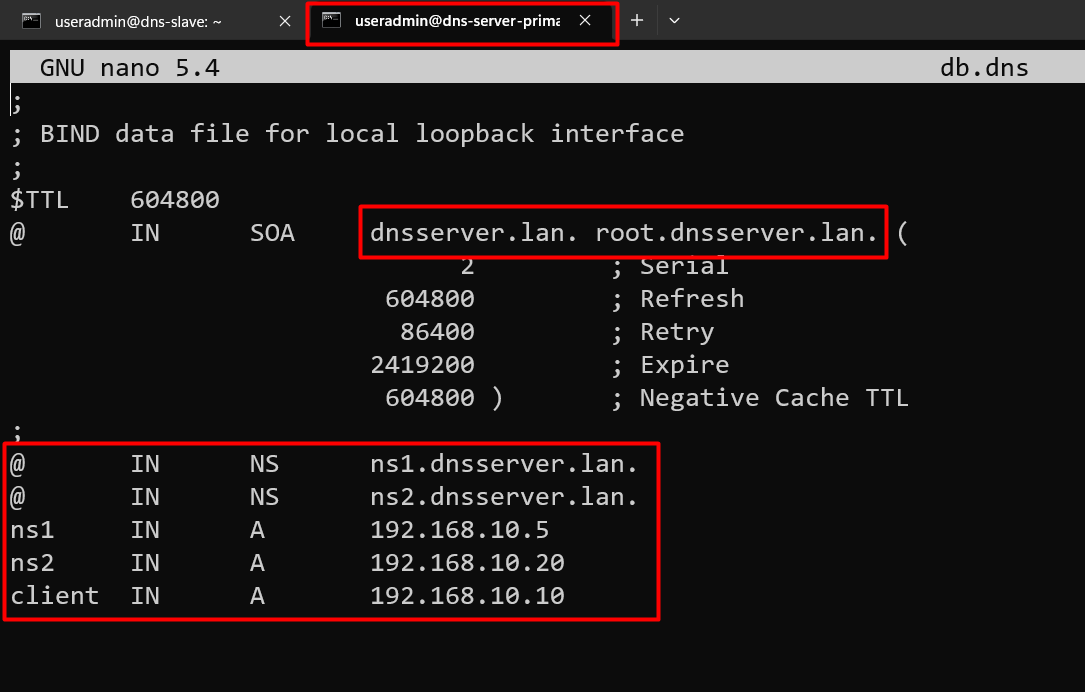 useradmin@dns-slave: ~
useradmin@dns-server-prima
GNU nano 5.4 db.dns
;
; BIND data file for local loopback interface
;
$TTL 604800
@ IN SOA dnsserver.lan. root.dnsserver.lan. (
2 ; Serial
604800 ; Refresh
86400 ; Retry
2419200 ; Expire
604800 ) ; Negative Cache TTL
;
@ IN NS ns1.dnsserver.lan.
@ IN NS ns2.dnsserver.lan.
ns1 IN A 192.168.10.5
ns2 IN A 192.168.10.20
client IN A 192.168.10.10